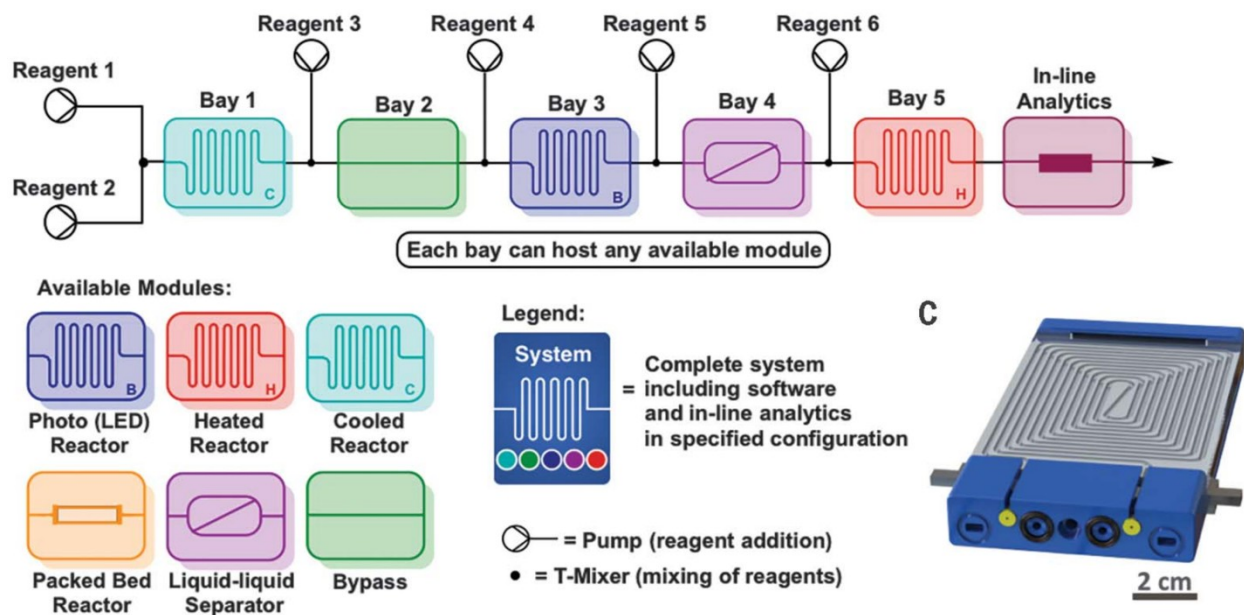 Reagent 3
Reagent 4
Reagent 5
Reagent 6
Reagent 1
Bay 1
Bay 2
Bay 3
Bay 4
Bay 5
In-line
Analytics
Reagent 2
C
B
H
Each bay can host any available module
Available Modules:
B
H
C
Photo (LED)
Reactor
Heated
Reactor
Cooled
Reactor
Packed Bed
Reactor
Liquid-liquid
Separator
Bypass
Legend:
System
Complete system
= including software
and in-line analytics
in specified configuration
= Pump (reagent addition)
= T-Mixer (mixing of reagents)
C
2 cm